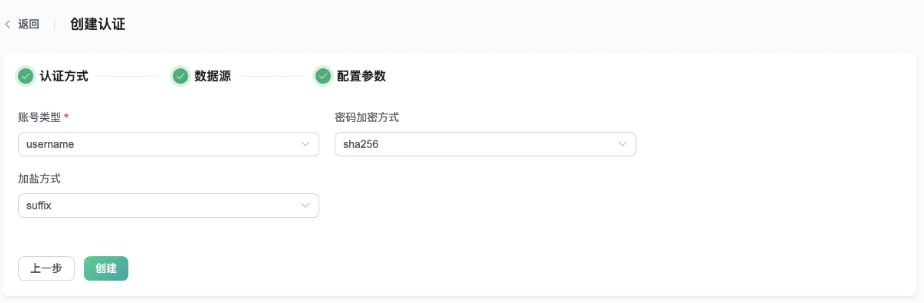 返回 创建认证
认证方式 数据源 配置参数
账号类型 * 密码加密方式
username sha256
加盐方式
suffix
上一步 创建